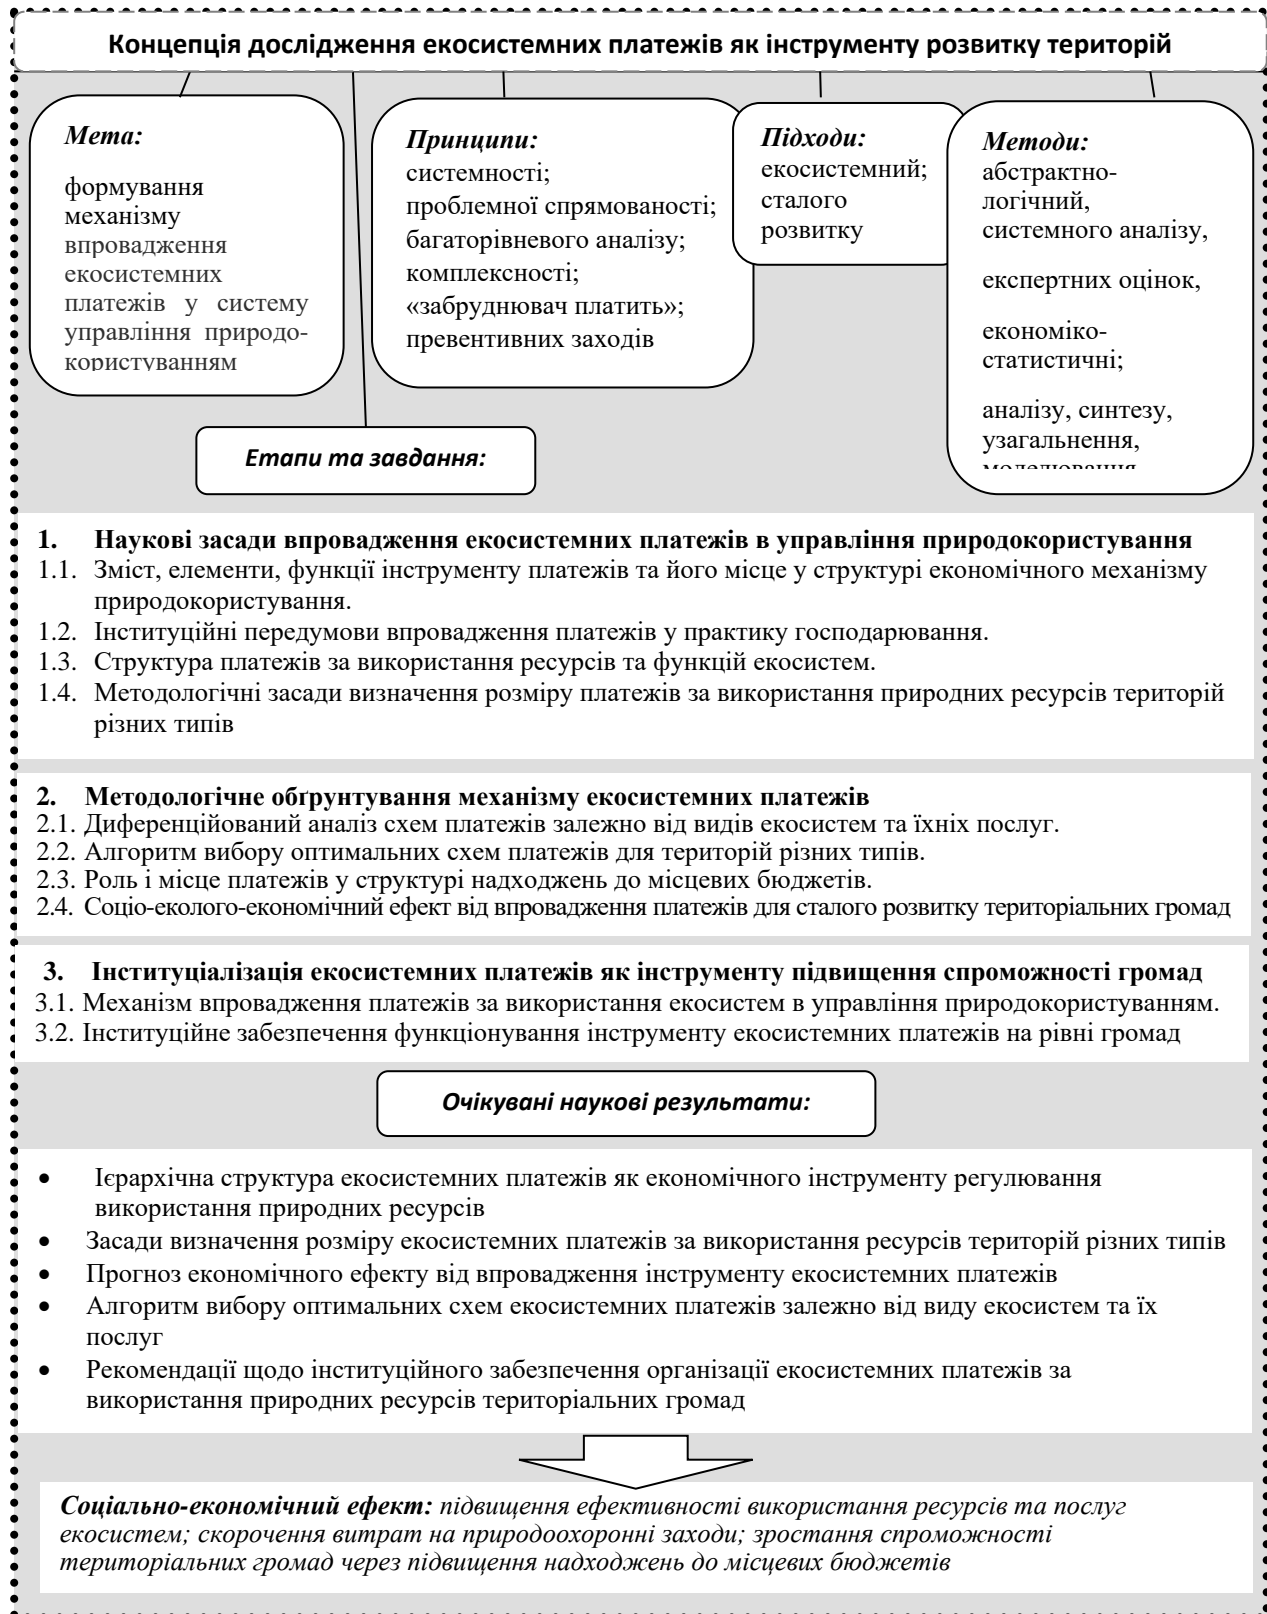 Концепція дослідження екосистемних платежів як інструменту розвитку територій
Мета:
формування
механізму
впровадження
екосистемних
платежів у систему
управління природо-
користуванням
Принципи:
системності;
проблемної спрямованості;
багаторівневого аналізу;
комплексності;
«забруднювач платить»;
превентивних заходів
Підходи:
екосистемний;
сталого
розвитку
Методи:
абстрактно-
логічний,
системного аналізу,
експертних оцінок,
економіко-
статистичні;
аналізу, синтезу,
узагальнення,
моделювання
Етапи та завдання:
1. Наукові засади впровадження екосистемних платежів в управління природокористування
1.1. Зміст, елементи, функції інструменту платежів та його місце у структурі економічного механізму
природокористування.
1.2. Інституційні передумови впровадження платежів у практику господарювання.
1.3. Структура платежів за використання ресурсів та функцій екосистем.
1.4. Методологічні засади визначення розміру платежів за використання природних ресурсів територій
різних типів
2. Методологічне обґрунтування механізму екосистемних платежів
2.1. Диференційований аналіз схем платежів залежно від видів екосистем та їхніх послуг.
2.2. Алгоритм вибору оптимальних схем платежів для територій різних типів.
2.3. Роль і місце платежів у структурі надходжень до місцевих бюджетів.
2.4. Соціо-еколого-економічний ефект від впровадження платежів для сталого розвитку територіальних громад
3. Інституціалізація екосистемних платежів як інструменту підвищення спроможності громад
3.1. Механізм впровадження платежів за використання екосистем в управління природокористуванням.
3.2. Інституційне забезпечення функціонування інструменту екосистемних платежів на рівні громад
Очікувані наукові результати:
• Ієрархічна структура екосистемних платежів як економічного інструменту регулювання
використання природних ресурсів
• Засади визначення розміру екосистемних платежів за використання ресурсів територій різних типів
• Прогноз економічного ефекту від впровадження інструменту екосистемних платежів
• Алгоритм вибору оптимальних схем екосистемних платежів залежно від виду екосистем та їх
послуг
• Рекомендації щодо інституційного забезпечення організації екосистемних платежів за
використання природних ресурсів територіальних громад
Соціально-економічний ефект: підвищення ефективності використання ресурсів та послуг
екосистем; скорочення витрат на природоохоронні заходи; зростання спроможності
територіальних громад через підвищення надходжень до місцевих бюджетів